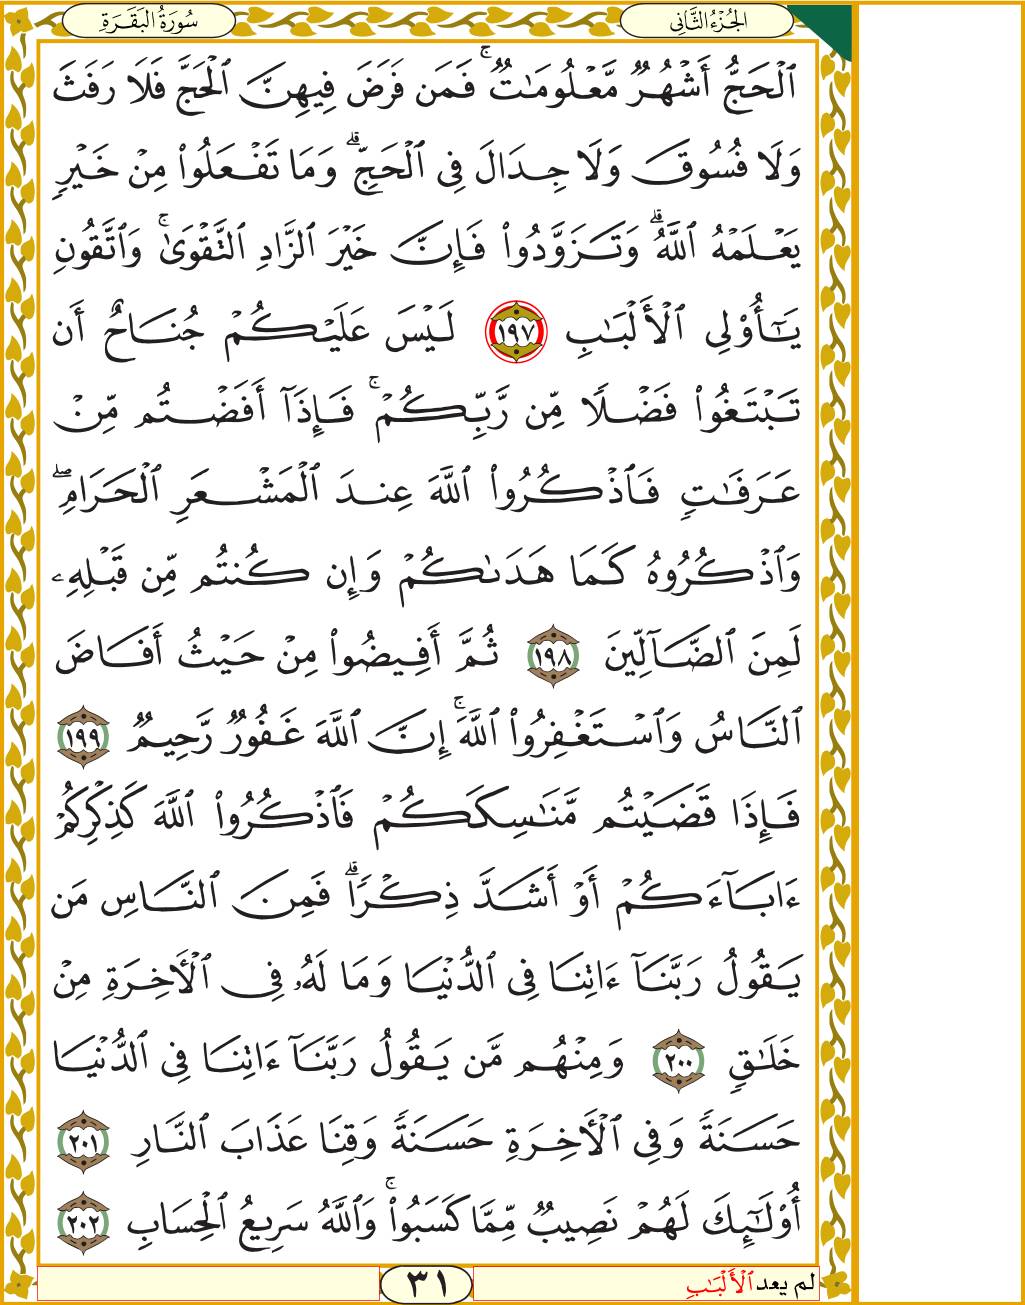 الجُزْءُ الثَّانِي
سُورَةُ البَقَرَةِ
ٱلْحَجُّ أَشْهُرٌ مَّعْلُومَٰتٌ ۚ فَمَن فَرَضَ فِيهِنَّ ٱلْحَجَّ فَلَا رَفَثَ
وَلَا فُسُوقَ وَلَا جِدَالَ فِى ٱلْحَجِّ ۗ وَمَا تَفْعَلُوا۟ مِنْ خَيْرٍ
يَعْلَمْهُ ٱللَّهُ ۗ وَتَزَوَّدُوا۟ فَإِنَّ خَيْرَ ٱلزَّادِ ٱلتَّقْوَىٰ ۚ وَٱتَّقُونِ
يَٰٓأُو۟لِى ٱلْأَلْبَٰبِ ١٩٧ لَيْسَ عَلَيْكُمْ جُنَاحٌ أَن
تَبْتَغُوا۟ فَضْلًا مِّن رَّبِّكُمْ ۚ فَإِذَآ أَفَضْتُم مِّنْ
عَرَفَٰتٍ فَٱذْكُرُوا۟ ٱللَّهَ عِندَ ٱلْمَشْعَرِ ٱلْحَرَامِ ۖ
وَٱذْكُرُوهُ كَمَا هَدَىٰكُمْ وَإِن كُنتُم مِّن قَبْلِهِۦ
لَمِنَ ٱلضَّآلِّينَ ١٩٨ ثُمَّ أَفِيضُوا۟ مِنْ حَيْثُ أَفَاضَ
ٱلنَّاسُ وَٱسْتَغْفِرُوا۟ ٱللَّهَ ۚ إِنَّ ٱللَّهَ غَفُورٌ رَّحِيمٌ ١٩٩
فَإِذَا قَضَيْتُم مَّنَٰسِكَكُمْ فَٱذْكُرُوا۟ ٱللَّهَ كَذِكْرِكُمْ
ءَابَآءَكُمْ أَوْ أَشَدَّ ذِكْرًا ۗ فَمِنَ ٱلنَّاسِ مَن
يَقُولُ رَبَّنَآ ءَاتِنَا فِى ٱلدُّنْيَا وَمَا لَهُۥ فِى ٱلْأَخِرَةِ مِنْ
خَلَٰقٍ ٢٠٠ وَمِنْهُم مَّن يَقُولُ رَبَّنَآ ءَاتِنَا فِى ٱلدُّنْيَا
حَسَنَةً وَفِى ٱلْأَخِرَةِ حَسَنَةً وَقِنَا عَذَابَ ٱلنَّارِ ٢٠١
أُو۟لَٰٓئِكَ لَهُمْ نَصِيبٌ مِّمَّا كَسَبُوا۟ ۚ وَٱللَّهُ سَرِيعُ ٱلْحِسَابِ ٢٠٢
لم يعد ٱلْأَلْبَٰبِ
٣١